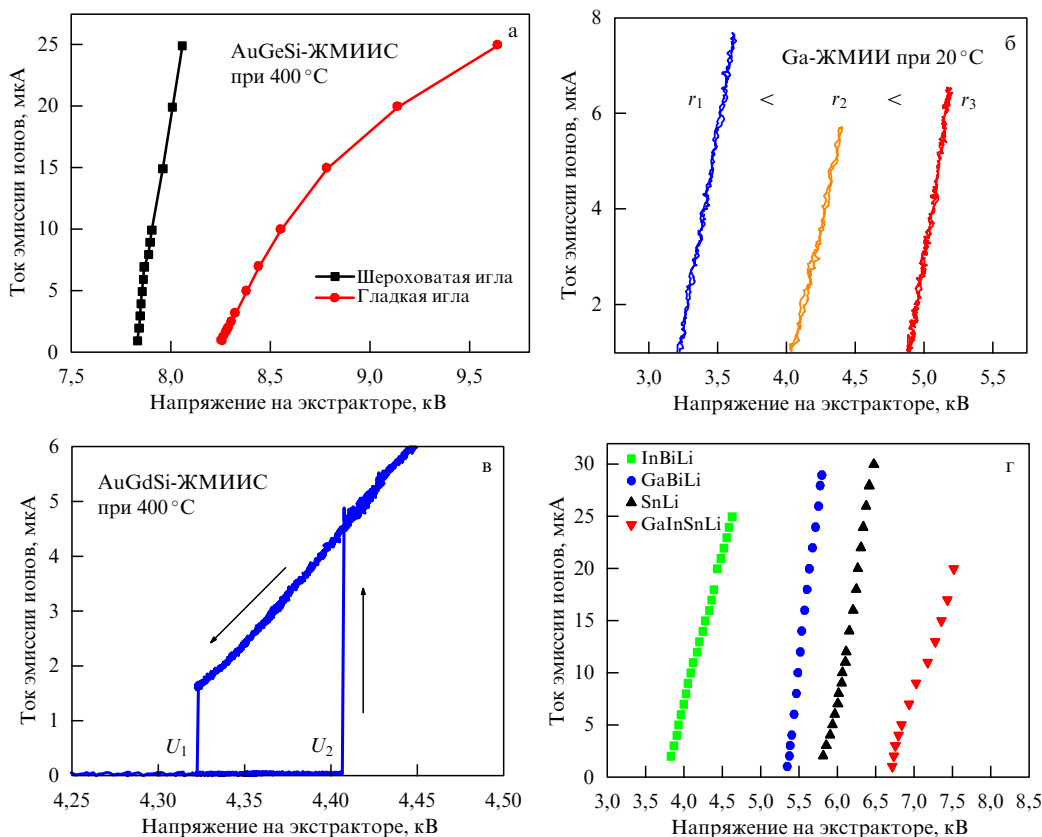 а
AuGeSi-ЖМИИС
при 400 °C
Ток эмиссии ионов, мкА
25
20
15
10
5
0
Шероховатая игла
Гладкая игла
7,5 8,0 8,5 9,0 9,5
Напряжение на экстракторе, кВ
б
Ga-ЖМИИ при 20 °C
r1 < r2 < r3
Ток эмиссии ионов, мкА
8
6
4
2
3,0 3,5 4,0 4,5 5,0 5,5
Напряжение на экстракторе, кВ
в
AuGdSi-ЖМИИС
при 400 °C
Ток эмиссии ионов, мкА
6
5
4
3
2
1
0
U1 U2
4,25 4,30 4,35 4,40 4,45 4,50
Напряжение на экстракторе, кВ
г
InBiLi
GaBiLi
SnLi
GaInSnLi
Ток эмиссии ионов, мкА
30
25
20
15
10
5
0
3,0 3,5 4,0 4,5 5,0 5,5 6,0 6,5 7,0 7,5 8,0 8,5
Напряжение на экстракторе, кВ